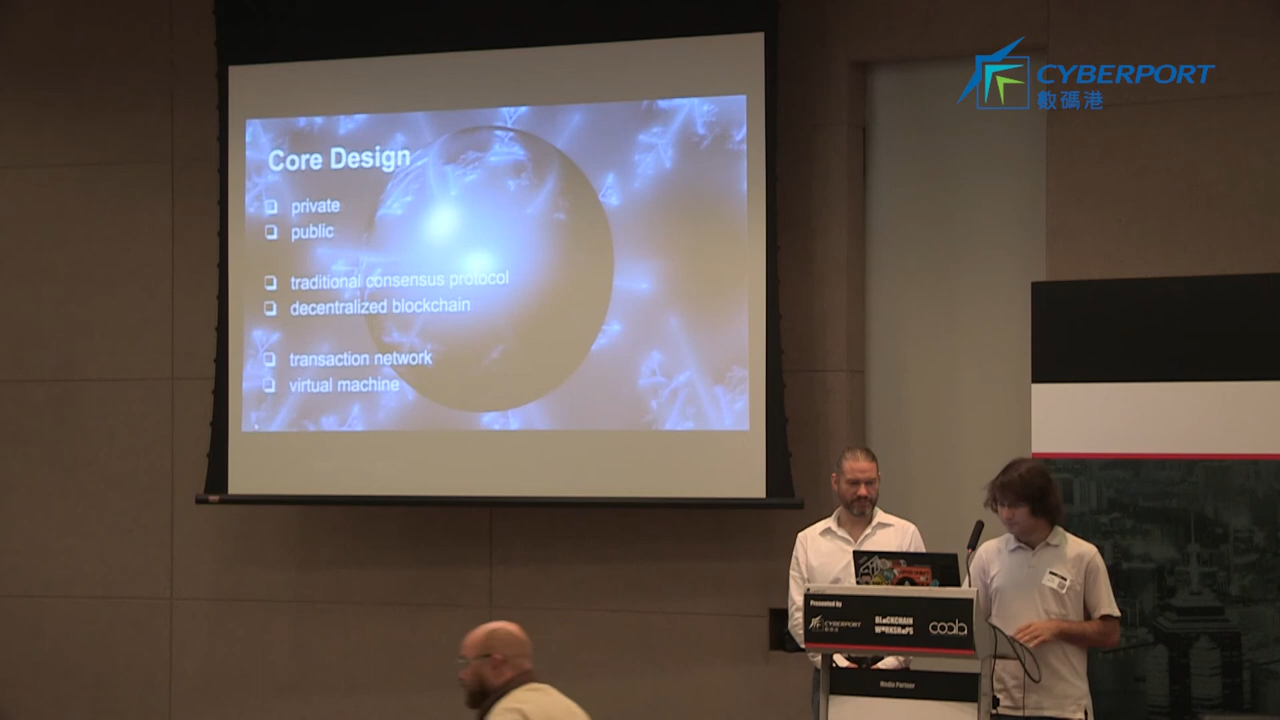 CYBERPORT
數碼港
Core Design
private
public
traditional consensus protocol
decentralized blockchain
transaction network
virtual machine
Presented by
CYBERPORT
BLOCKCHAIN
WORKSHOPS
coala
Media Partner